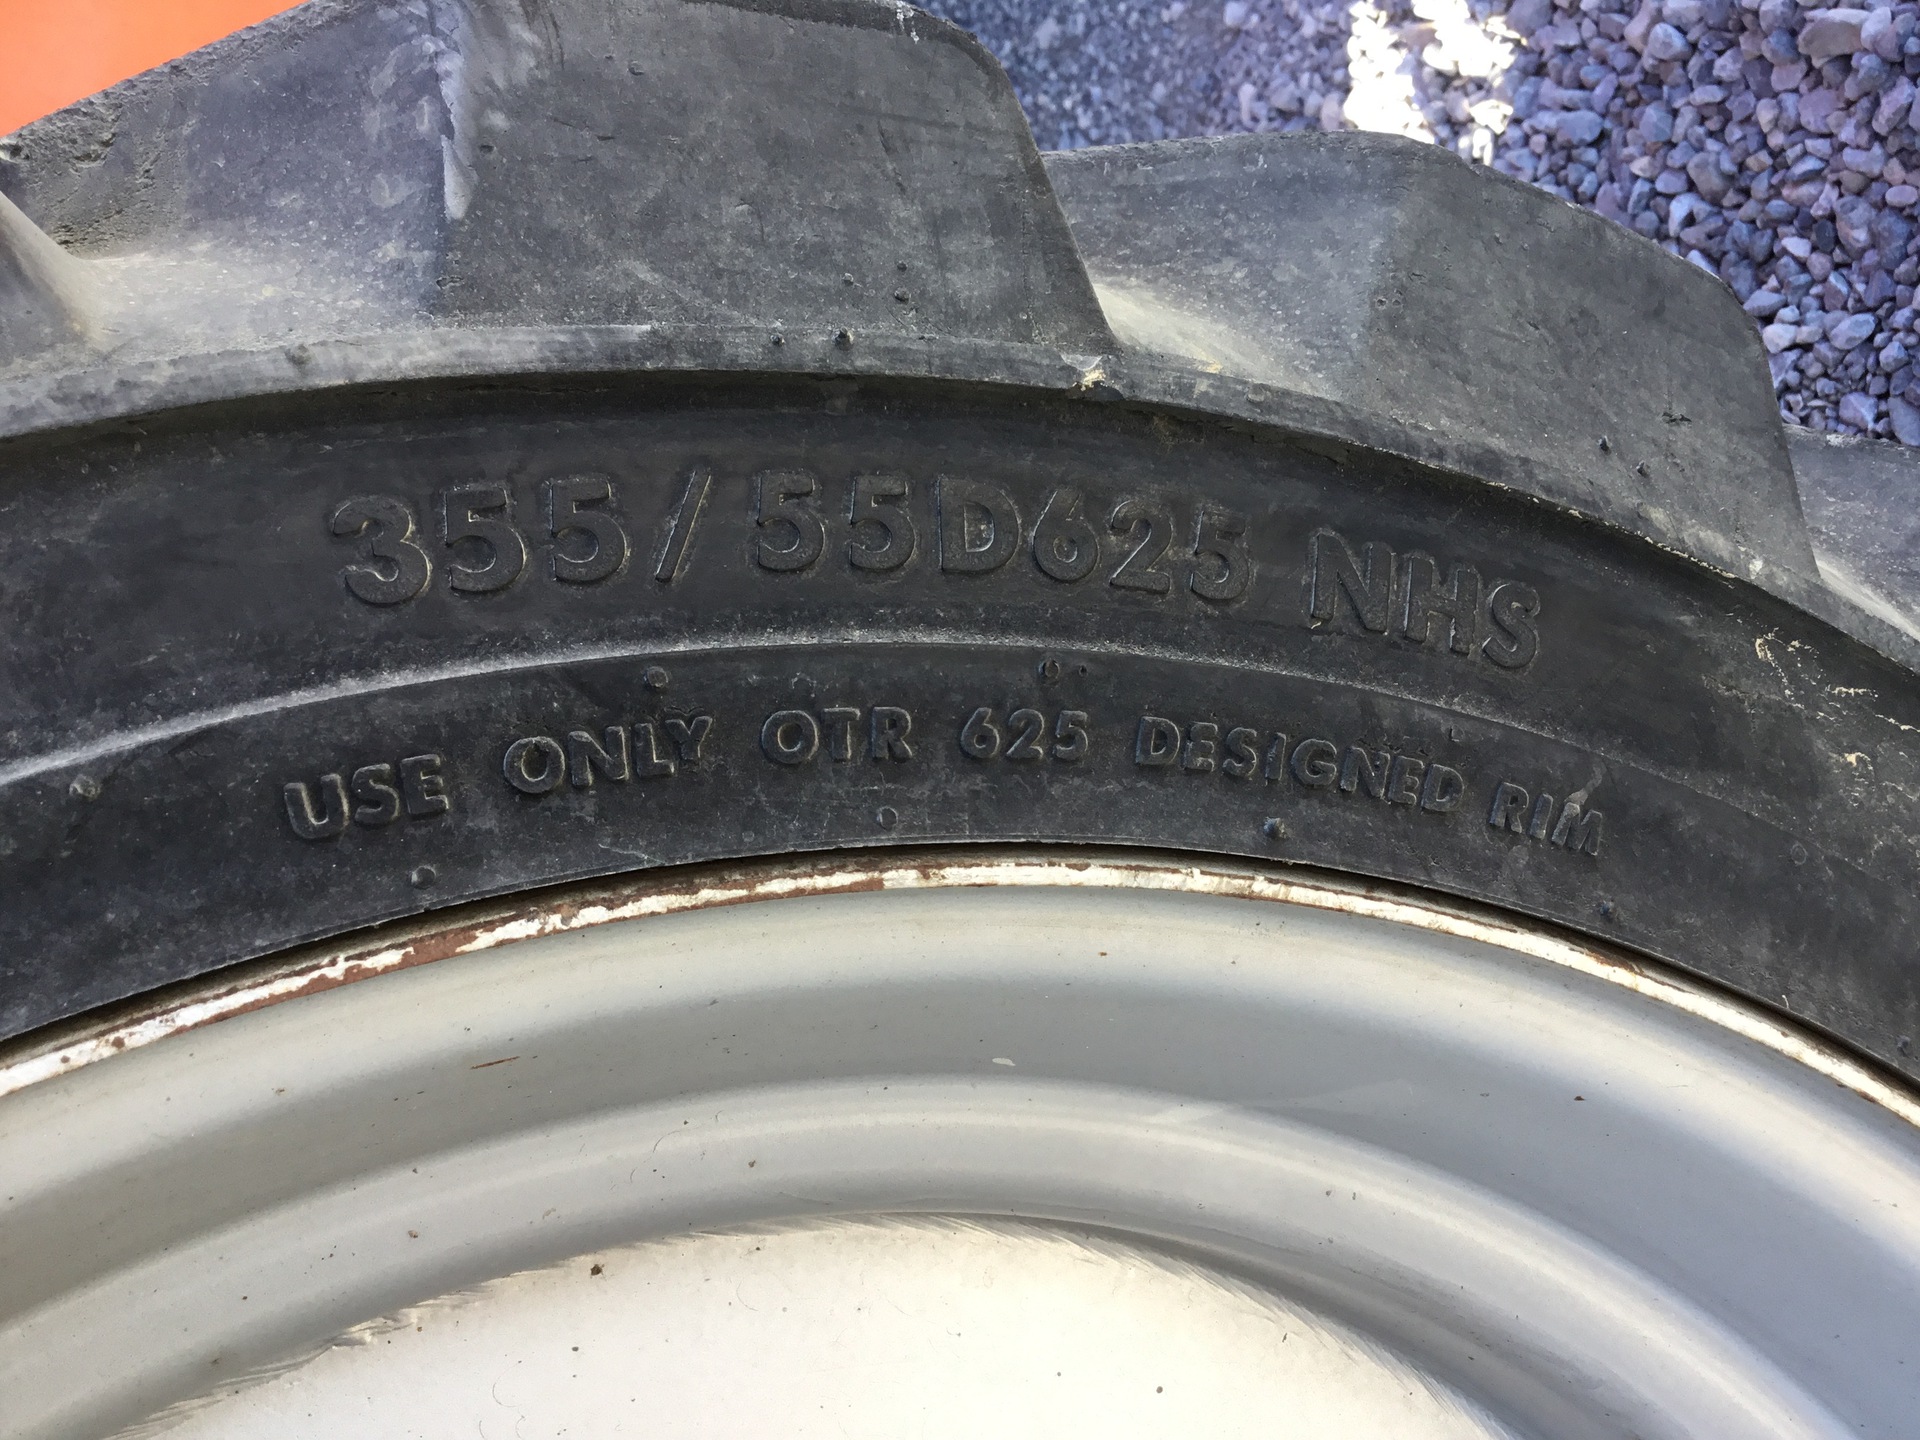 355/55D625 NHS
USE ONLY OTR 625 DESIGNED RIM